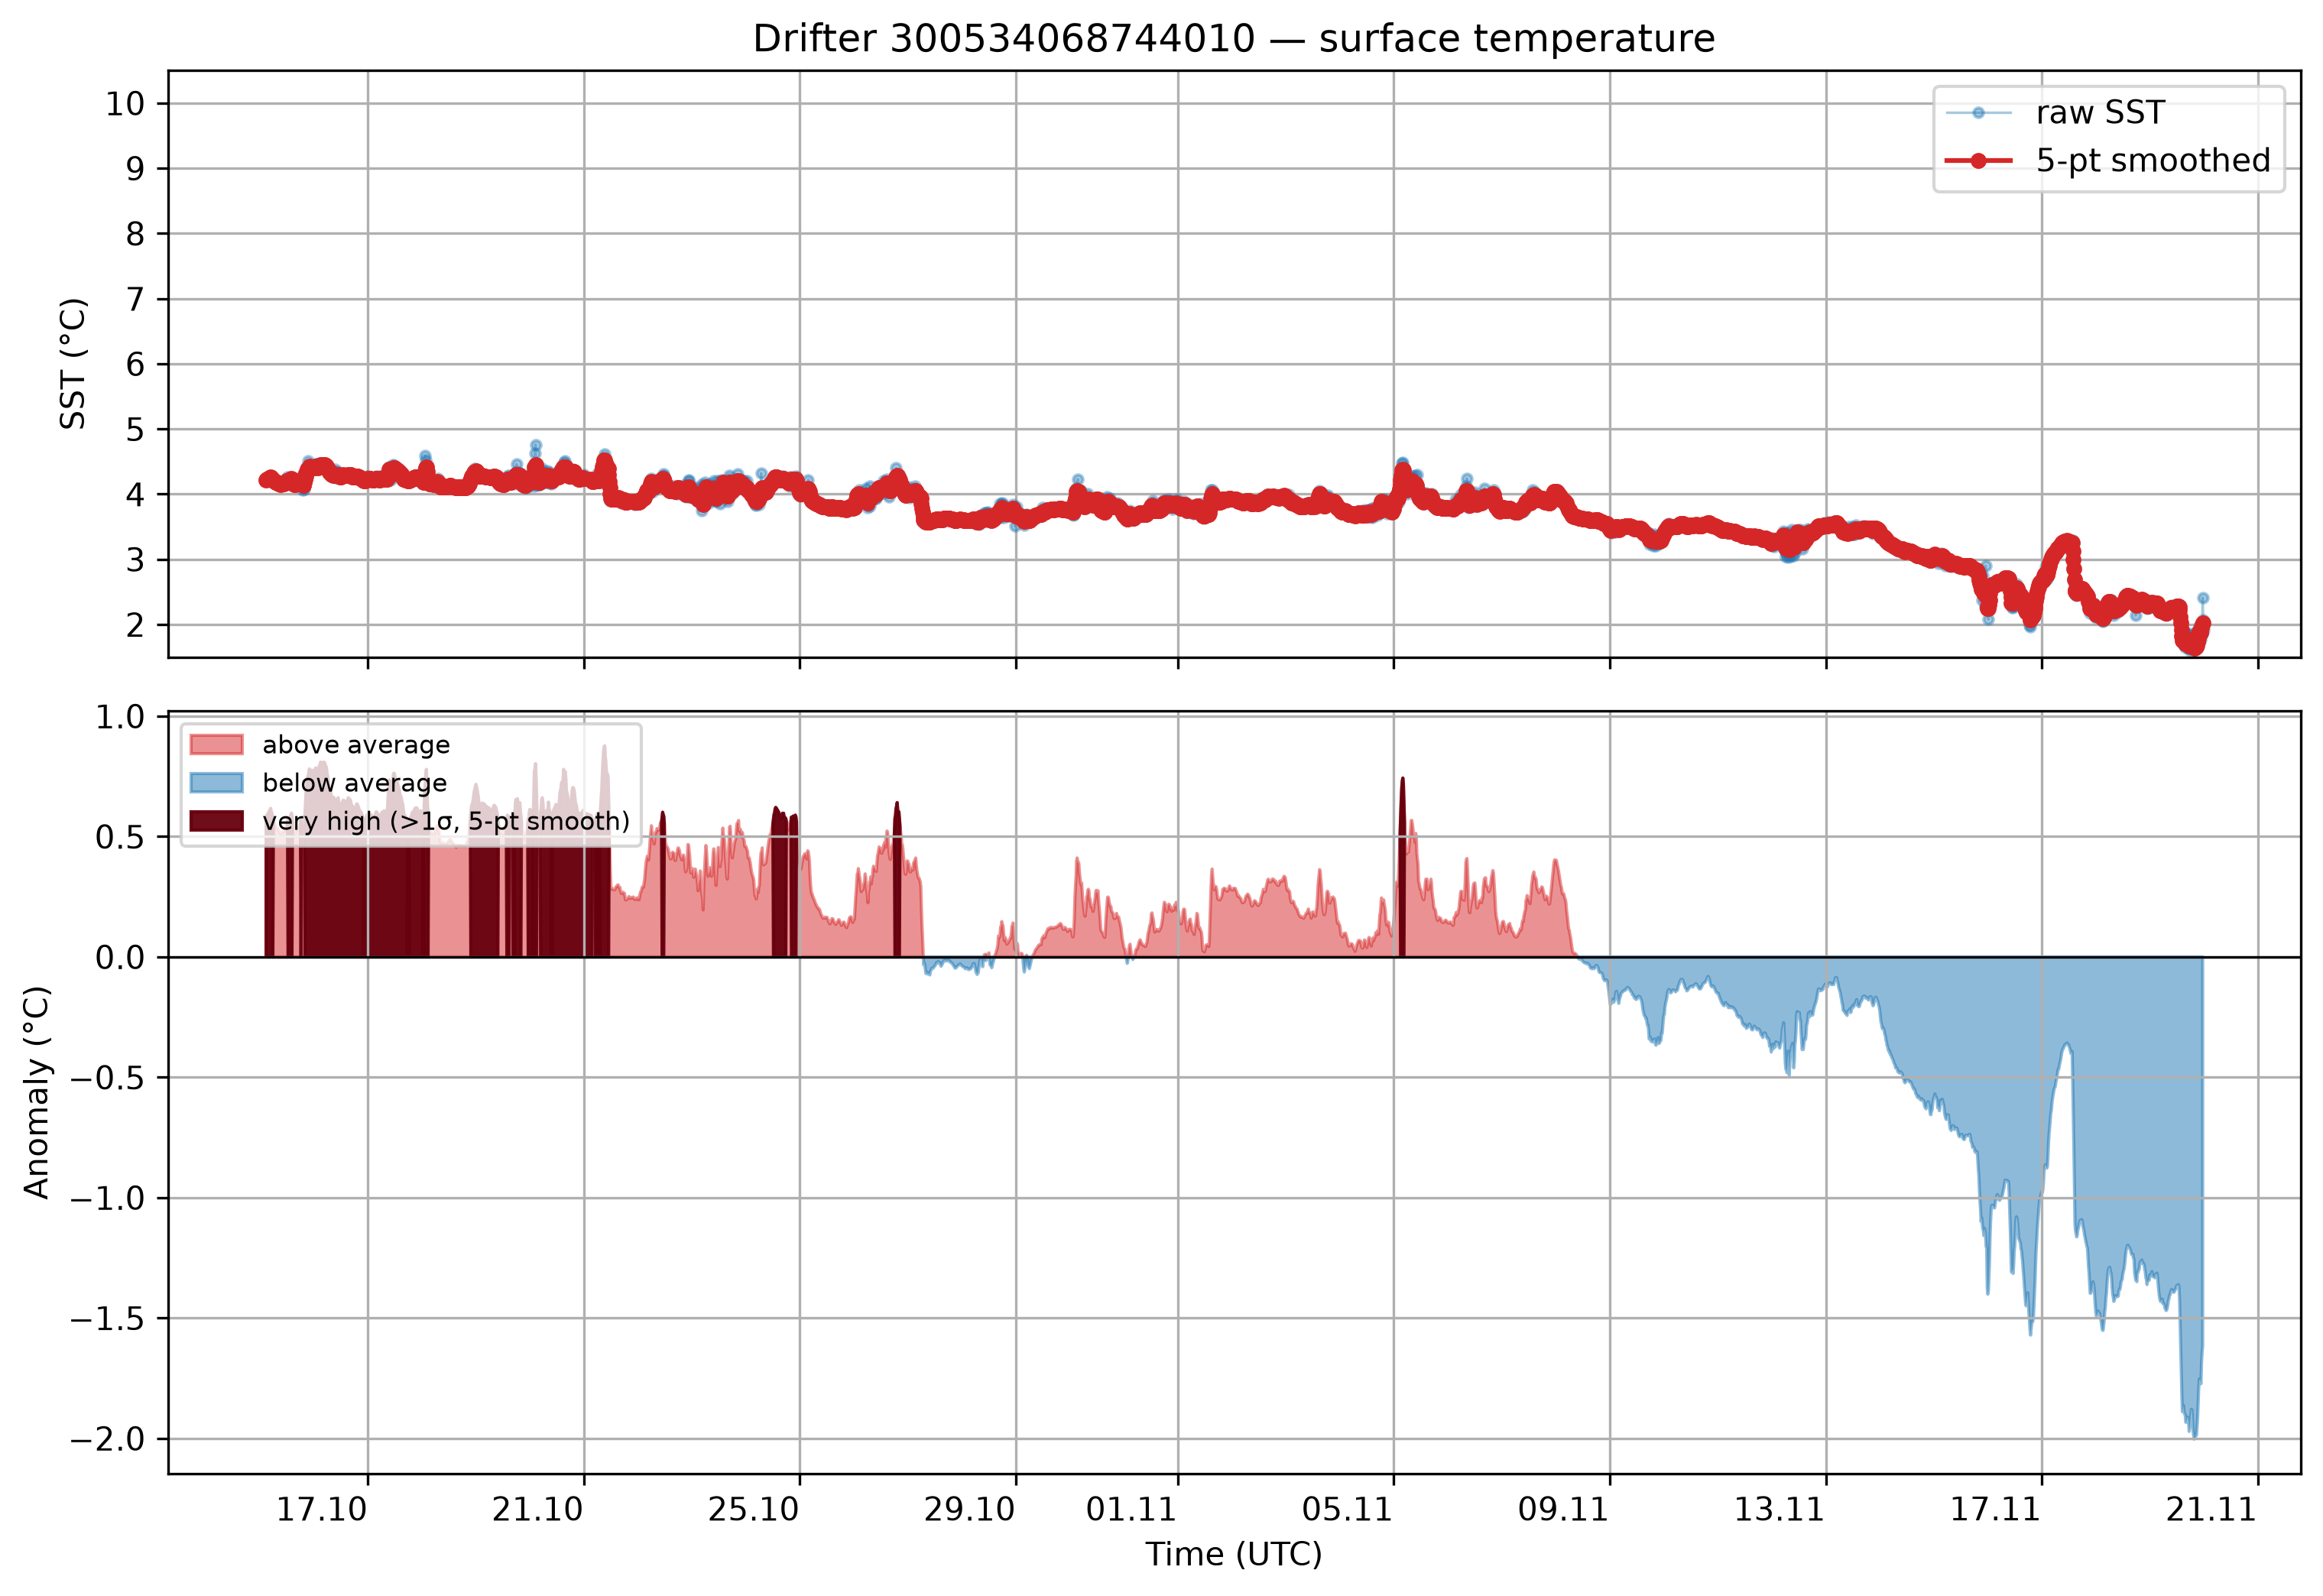 Drifter 300534068744010 — surface temperature
10
9
8
7
6
5
4
3
2
SST (°C)
raw SST
5-pt smoothed
1.0
0.5
0.0
−0.5
−1.0
−1.5
−2.0
Anomaly (°C)
above average
below average
very high (>1σ, 5-pt smooth)
17.10 21.10 25.10 29.10 01.11 05.11 09.11 13.11 17.11 21.11
Time (UTC)